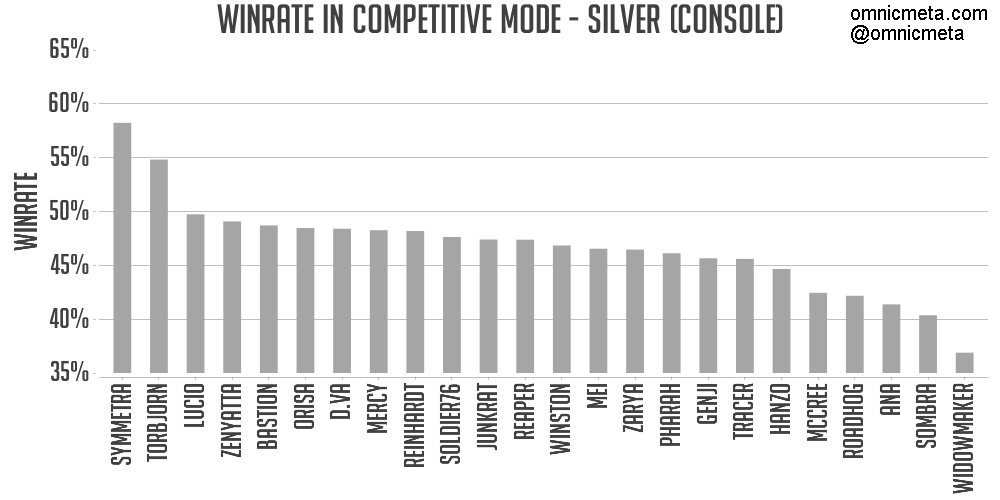 WINRATE IN COMPETITIVE MODE - SILVER (CONSOLE)
omnicmeta.com
@omnicmeta
65%
60%
55%
50%
45%
40%
35%
WINRATE
SYMMETRA
TORBJORN
LUCIO
ZENYATTA
BASTION
ORISA
D.VA
MERCY
REINHARDT
SOLDIER76
JUNKRAT
REAPER
WINSTON
MEI
ZARYA
PHARAH
GENJI
TRACER
HANZO
MCCREE
ROADHOG
ANA
SOMBRA
WIDOWMAKER